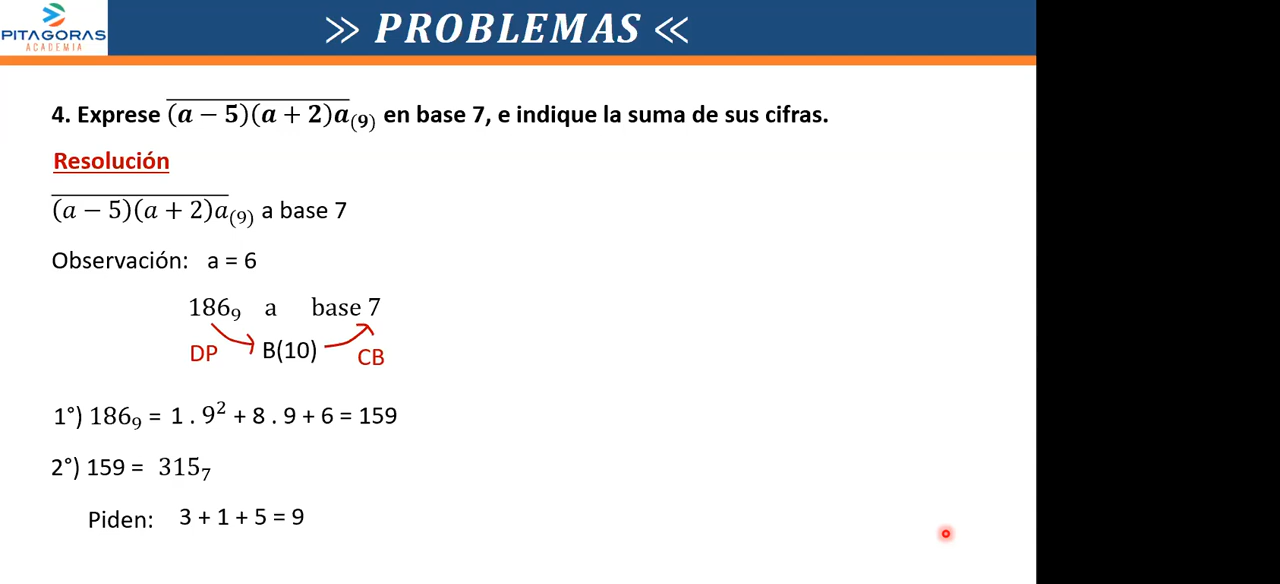 PITAGORAS
ACADEMIA
>> PROBLEMAS <<
4. Exprese (a − 5)(a + 2)a₍₉₎ en base 7, e indique la suma de sus cifras.
Resolución
(a − 5)(a + 2)a₍₉₎ a base 7
Observación: a = 6
186₉ a base 7
DP B(10) CB
1°) 186₉ = 1 . 9² + 8 . 9 + 6 = 159
2°) 159 = 315₇
Piden: 3 + 1 + 5 = 9